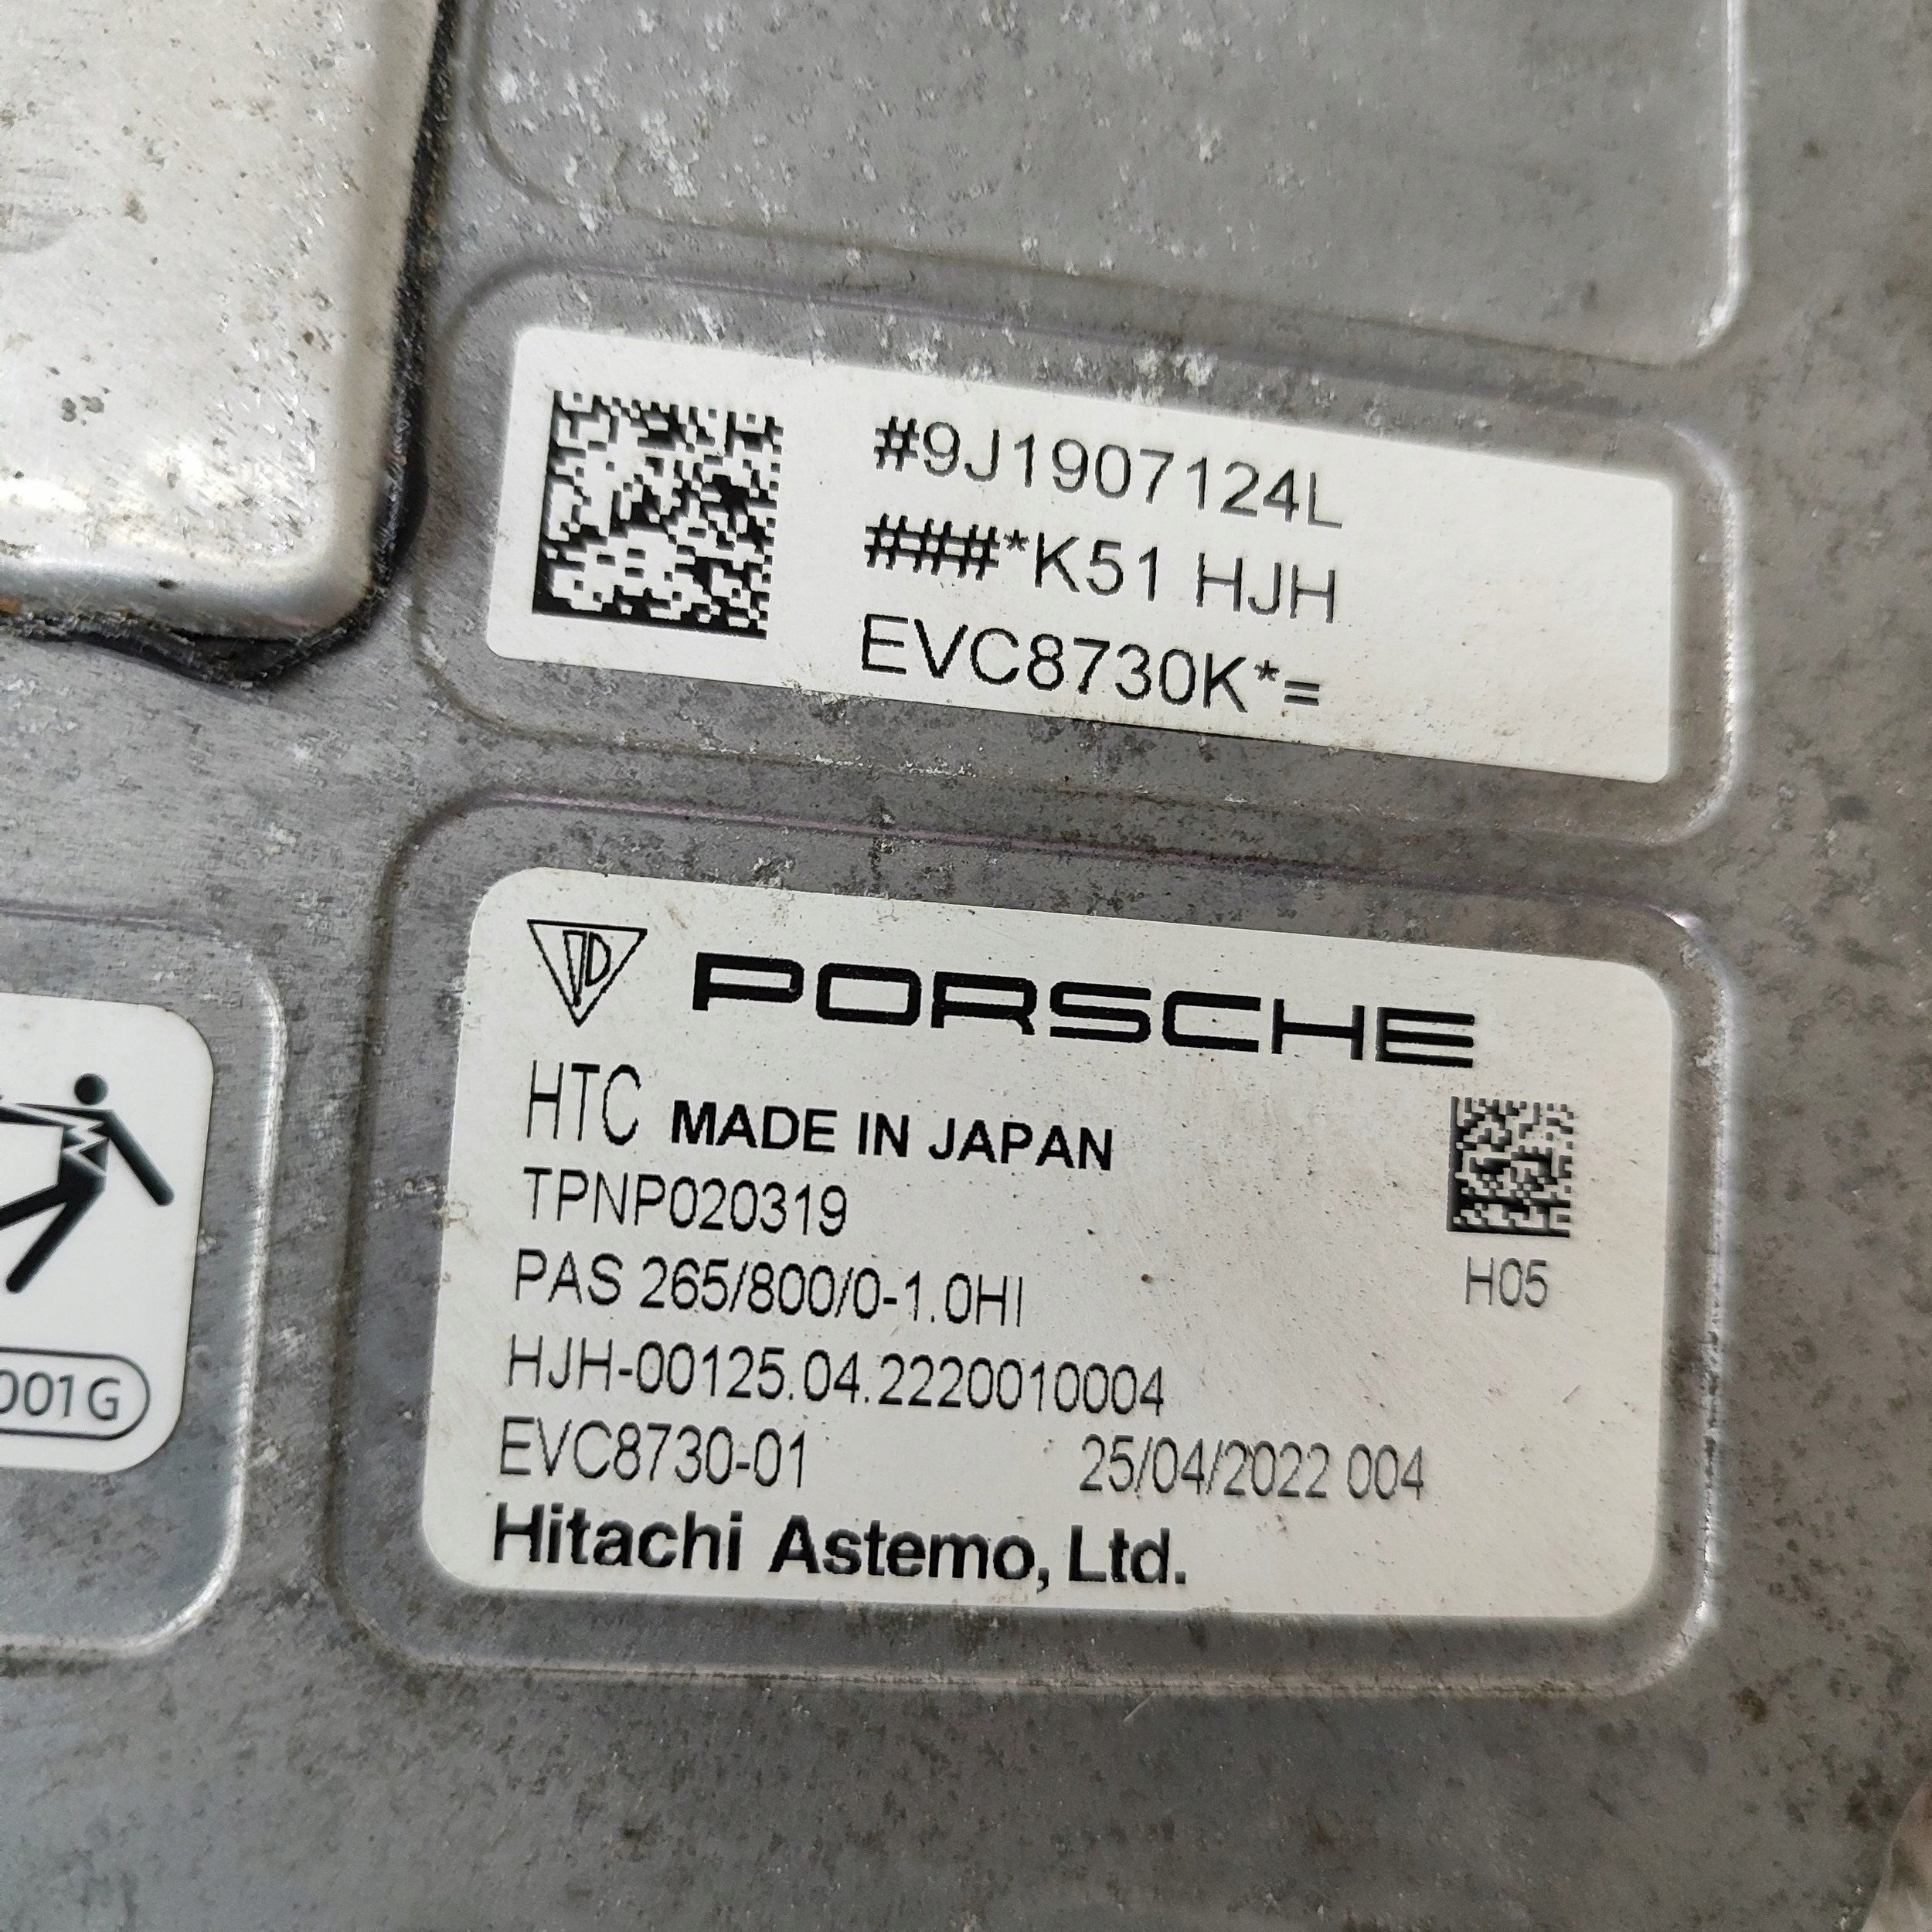 #9J1907124L
###*K51 HJH
EVC8730K*=
PORSCHE
HTC MADE IN JAPAN
TPNP020319
PAS 265/800/0-1.0HI
H05
HJH-00125.04.2220010004
EVC8730-01 25/04/2022 004
Hitachi Astemo, Ltd.
001G